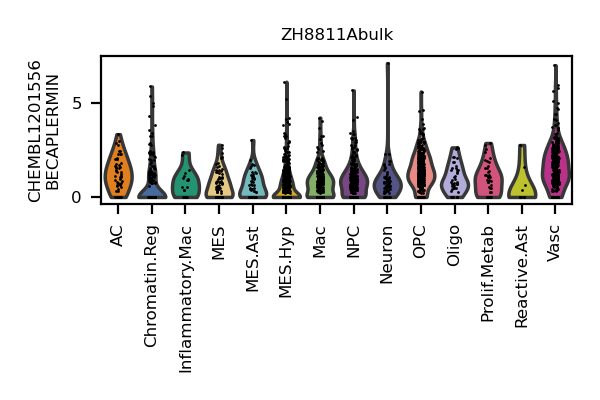 ZH8811Abulk
CHEMBL1201556
BECAPLERMIN
5
0
AC
Chromatin.Reg
Inflammatory.Mac
MES
MES.Ast
MES.Hyp
Mac
NPC
Neuron
OPC
Oligo
Prolif.Metab
Reactive.Ast
Vasc